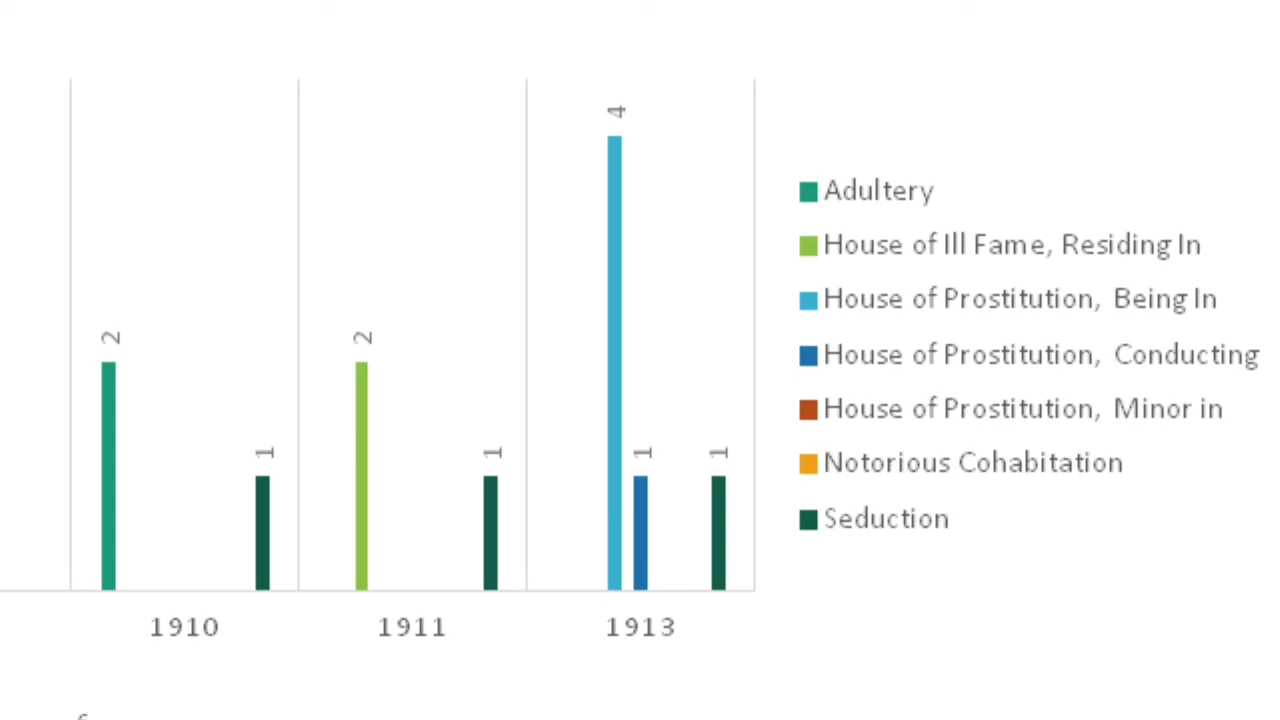 4
2
2
1
1
1
1
1910
1911
1913
Adultery
House of Ill Fame, Residing In
House of Prostitution, Being In
House of Prostitution, Conducting
House of Prostitution, Minor in
Notorious Cohabitation
Seduction